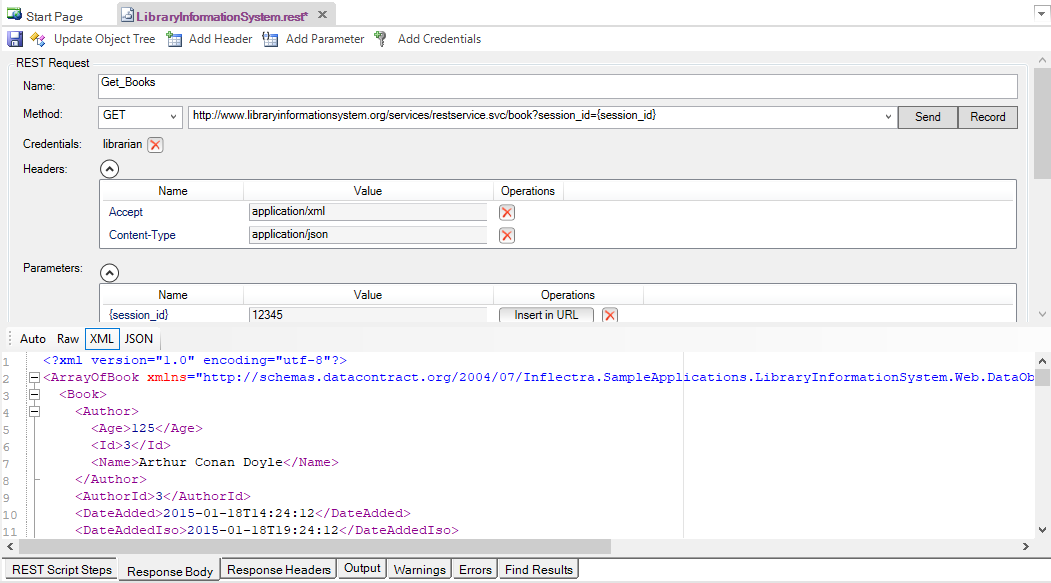 Start Page LibraryInformationSystem.rest*
Update Object Tree Add Header Add Parameter Add Credentials
REST Request
Name: Get_Books
Method: GET http://www.libraryinformationsystem.org/services/restservice.svc/book?session_id={session_id} Send Record
Credentials: librarian
Headers:
Name Value Operations
Accept application/xml
Content-Type application/json
Parameters:
Name Value Operations
{session_id} 12345 Insert in URL
Auto Raw XML JSON
1 <?xml version="1.0" encoding="utf-8"?>
2 <ArrayOfBook xmlns="http://schemas.datacontract.org/2004/07/Inflectra.SampleApplications.LibraryInformationSystem.Web.DataOb
3 <Book>
4 <Author>
5 <Age>125</Age>
6 <Id>3</Id>
7 <Name>Arthur Conan Doyle</Name>
8 </Author>
9 <AuthorId>3</AuthorId>
10 <DateAdded>2015-01-18T14:24:12</DateAdded>
11 <DateAddedIso>2015-01-18T19:24:12</DateAddedIso>
REST Script Steps Response Body Response Headers Output Warnings Errors Find Results